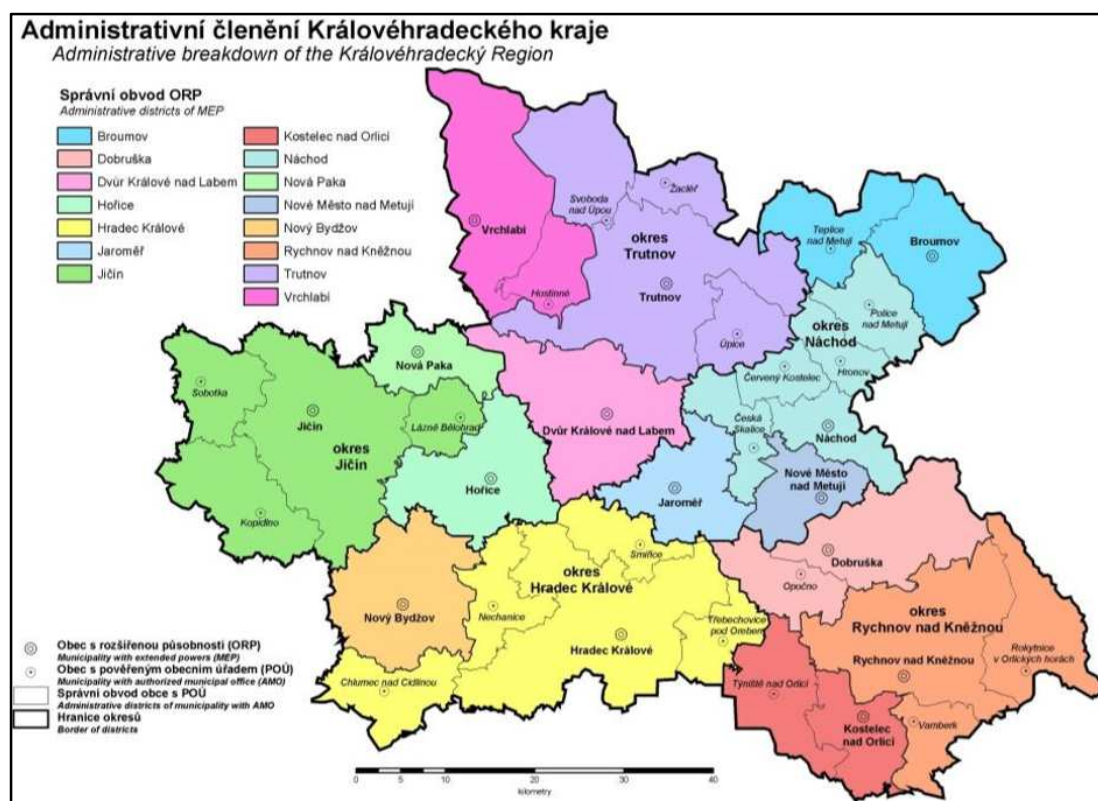 Administrativní členění Královéhradeckého kraje
Administrative breakdown of the Královéhradecký Region
Správní obvod ORP
Administrative districts of MEP
Broumov
Dobruška
Dvůr Králové nad Labem
Hořice
Hradec Králové
Jaroměř
Jičín
Kostelec nad Orlicí
Náchod
Nová Paka
Nové Město nad Metují
Nový Bydžov
Rychnov nad Kněžnou
Trutnov
Vrchlabí
Žacléř
Svoboda
nad Úpou
Vrchlabí
okres
Trutnov
Teplice
nad Metují
Broumov
Trutnov
Hostinné
Police
nad Metují
okres
Náchod
Úpice
Nová Paka
Hronov
Červený Kostelec
Sobotka
Jičín
Lázně Bělohrad
Dvůr Králové nad Labem
Česká
Skalice
Náchod
okres
Jičín
Hořice
Jaroměř
Nové Město
nad Metují
Kopidlno
Smiřice
Dobruška
okres
Hradec Králové
Opočno
Nový Bydžov
Nechanice
Třebechovice
pod Orebem
okres
Rychnov nad Kněžnou
Hradec Králové
Rychnov nad Kněžnou
Rokytnice
v Orlických horách
Chlumec nad Cidlinou
Týniště nad Orlicí
Kostelec
nad Orlicí
Vamberk
Obec s rozšířenou působností (ORP)
Municipality with extended powers (MEP)
Obec s pověřeným obecním úřadem (POÚ)
Municipality with authorized municipal office (AMO)
Správní obvod obce s POÚ
Administrative districts of municipality with AMO
Hranice okresů
Border of districts
0 5 10 20 30 40
kilometry